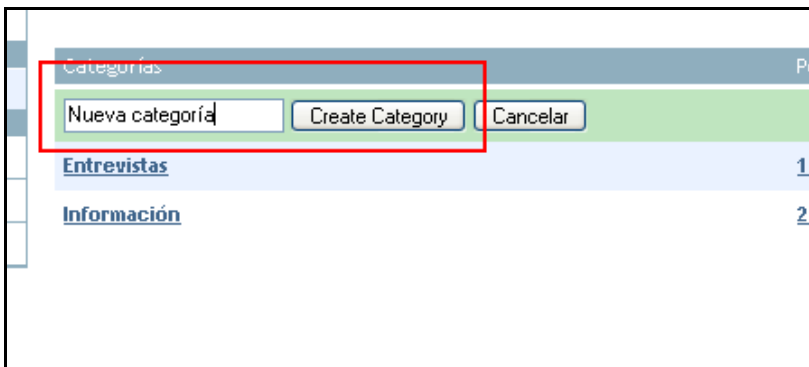 Categorías
Nueva categoría Create Category Cancelar
Entrevistas 1
Información 2